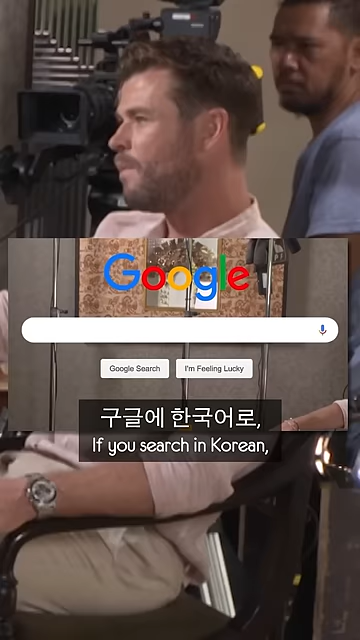 Google
Google Search
I'm Feeling Lucky
구글에 한국어로,
If you search in Korean,